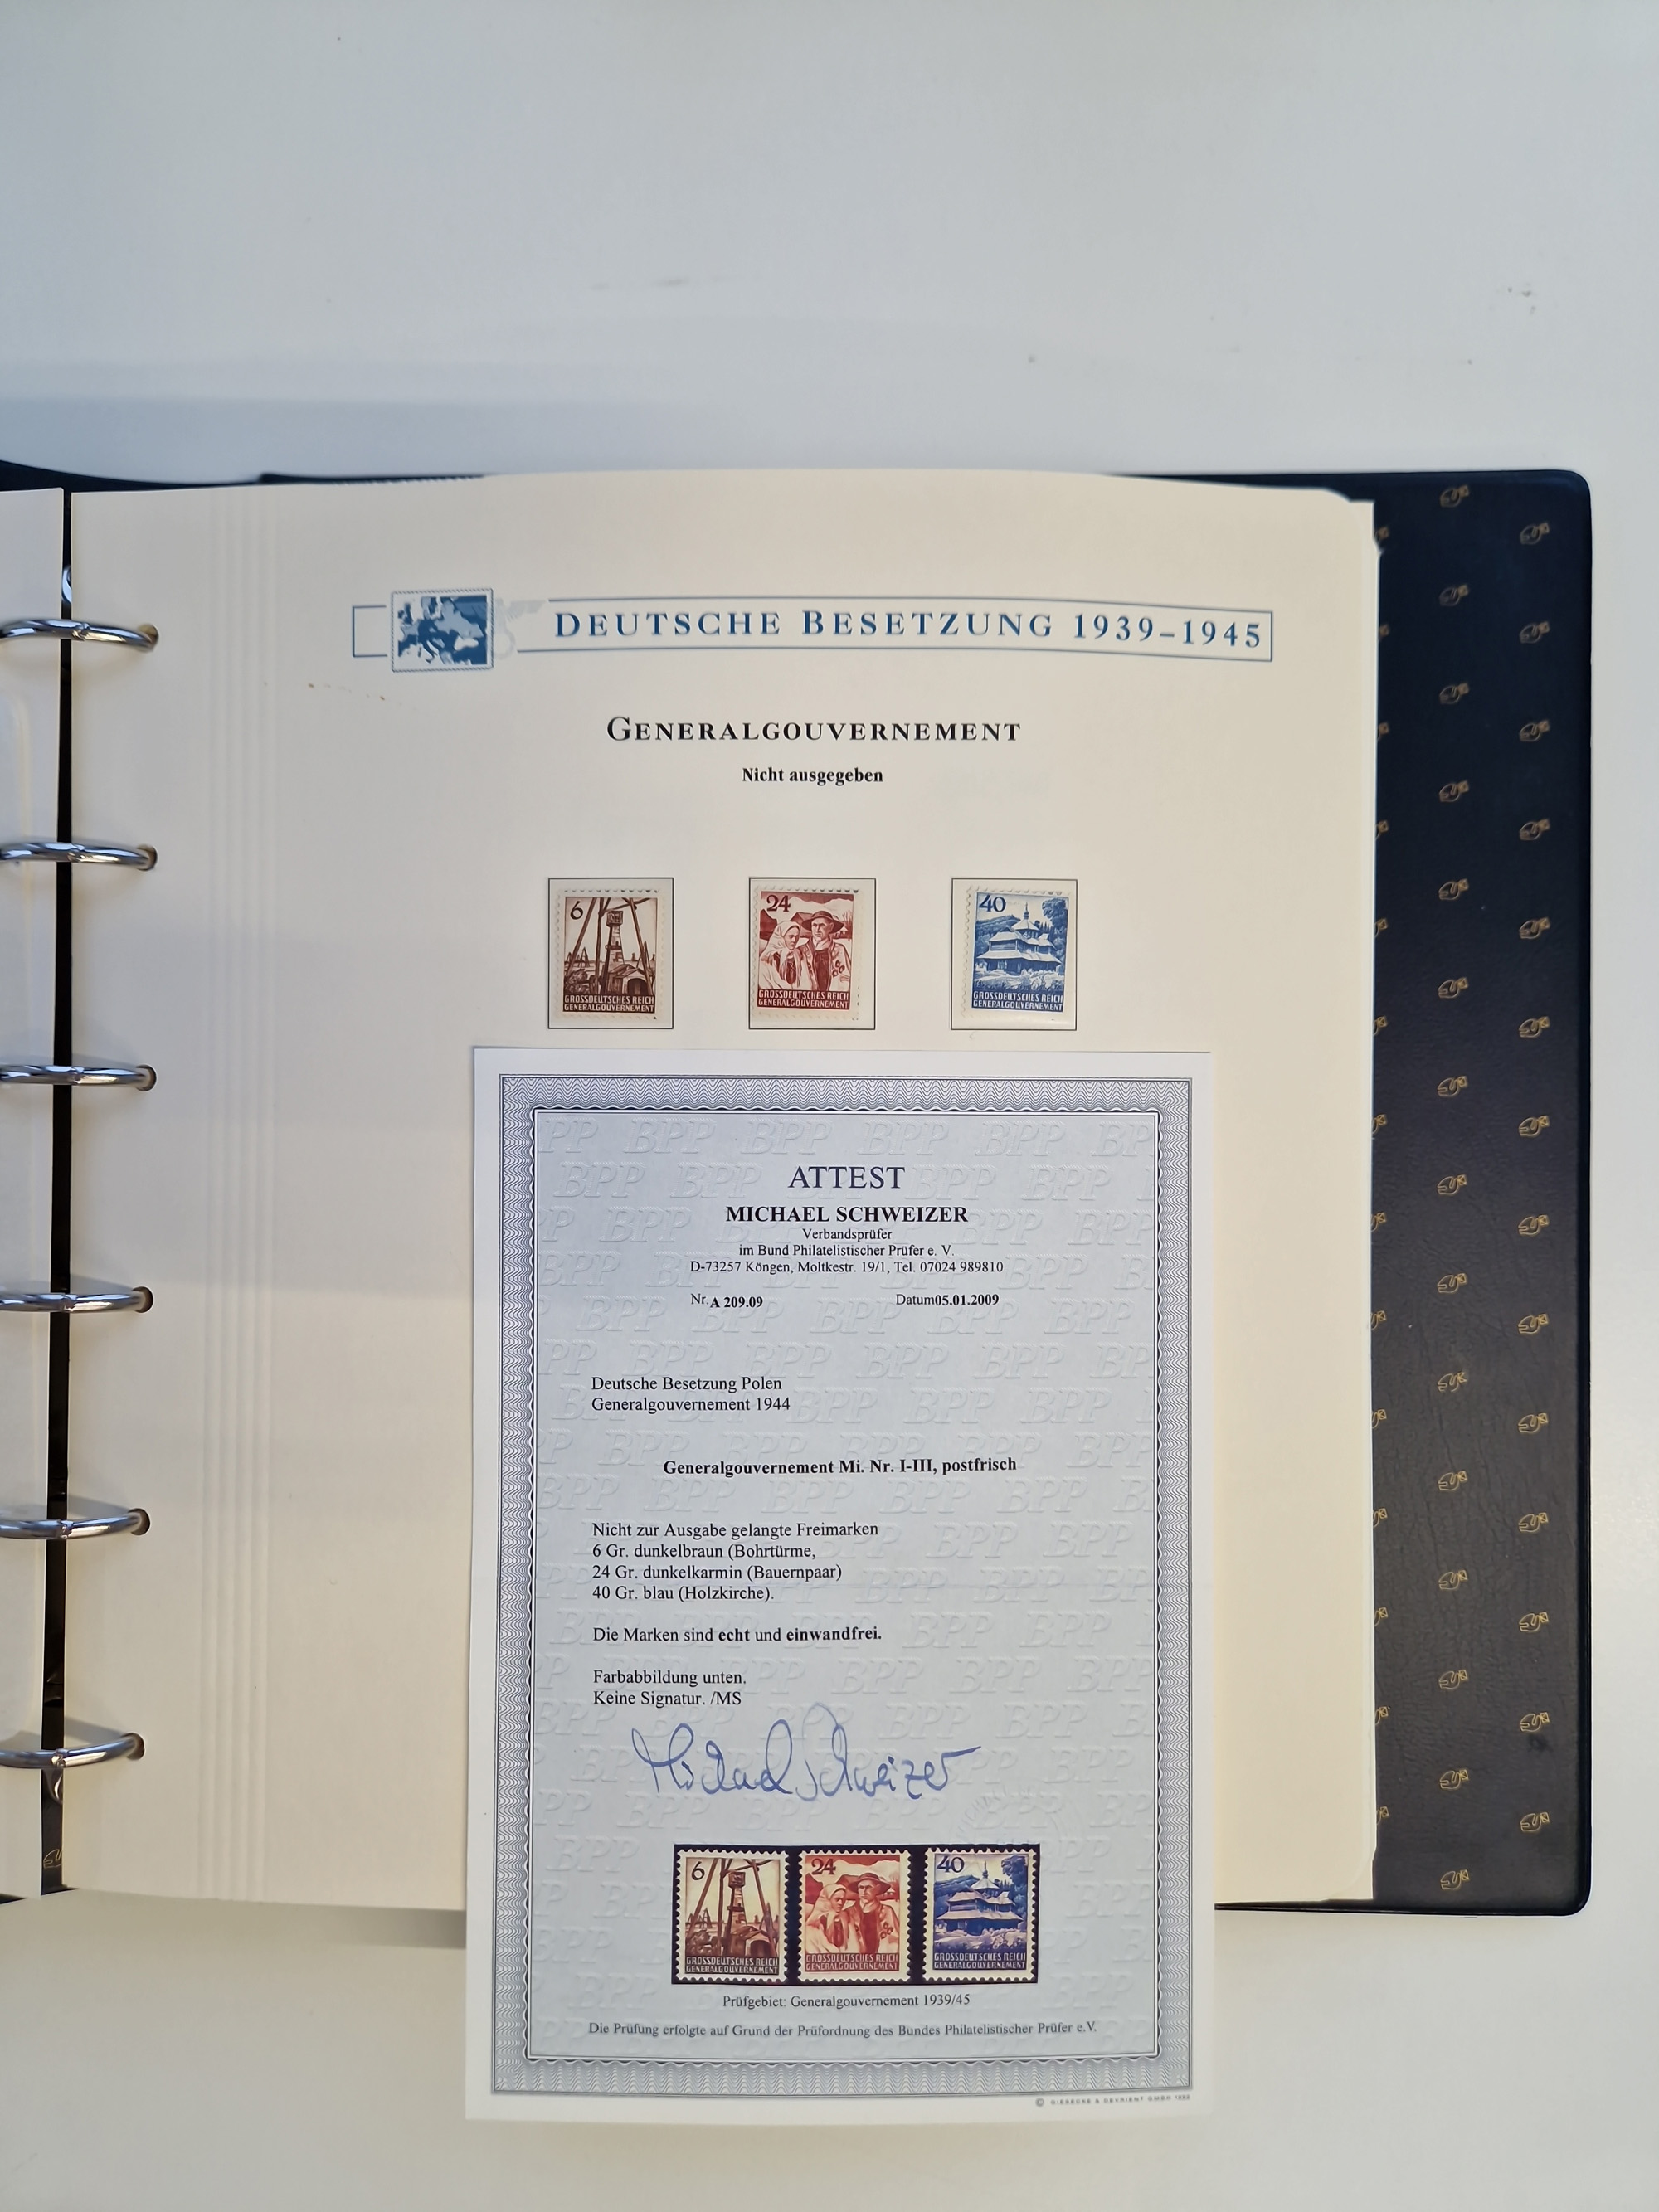 DEUTSCHE BESETZUNG 1939–1945
GENERALGOUVERNEMENT
Nicht ausgegeben
6
GROSSDEUTSCHES REICH
GENERALGOUVERNEMENT
24
GROSSDEUTSCHES REICH
GENERALGOUVERNEMENT
40
GROSSDEUTSCHES REICH
GENERALGOUVERNEMENT
ATTEST
MICHAEL SCHWEIZER
Verbandsprüfer
im Bund Philatelistischer Prüfer e. V.
D-73257 Köngen, Moltkestr. 19/1, Tel. 07024 989810
Nr. A 209.09 Datum 05.01.2009
Deutsche Besetzung Polen
Generalgouvernement 1944
Generalgouvernement Mi. Nr. I-III, postfrisch
Nicht zur Ausgabe gelangte Freimarken
6 Gr. dunkelbraun (Bohrtürme,
24 Gr. dunkelkarmin (Bauernpaar)
40 Gr. blau (Holzkirche).
Die Marken sind echt und einwandfrei.
Farbabbildung unten.
Keine Signatur. /MS
Michael Schweizer
6
GROSSDEUTSCHES REICH
GENERALGOUVERNEMENT
24
GROSSDEUTSCHES REICH
GENERALGOUVERNEMENT
40
GROSSDEUTSCHES REICH
GENERALGOUVERNEMENT
Prüfgebiet: Generalgouvernement 1939/45
Die Prüfung erfolgte auf Grund der Prüfordnung des Bundes Philatelistischer Prüfer e.V.
© GIESECKE & DEVRIENT GMBH
BPP